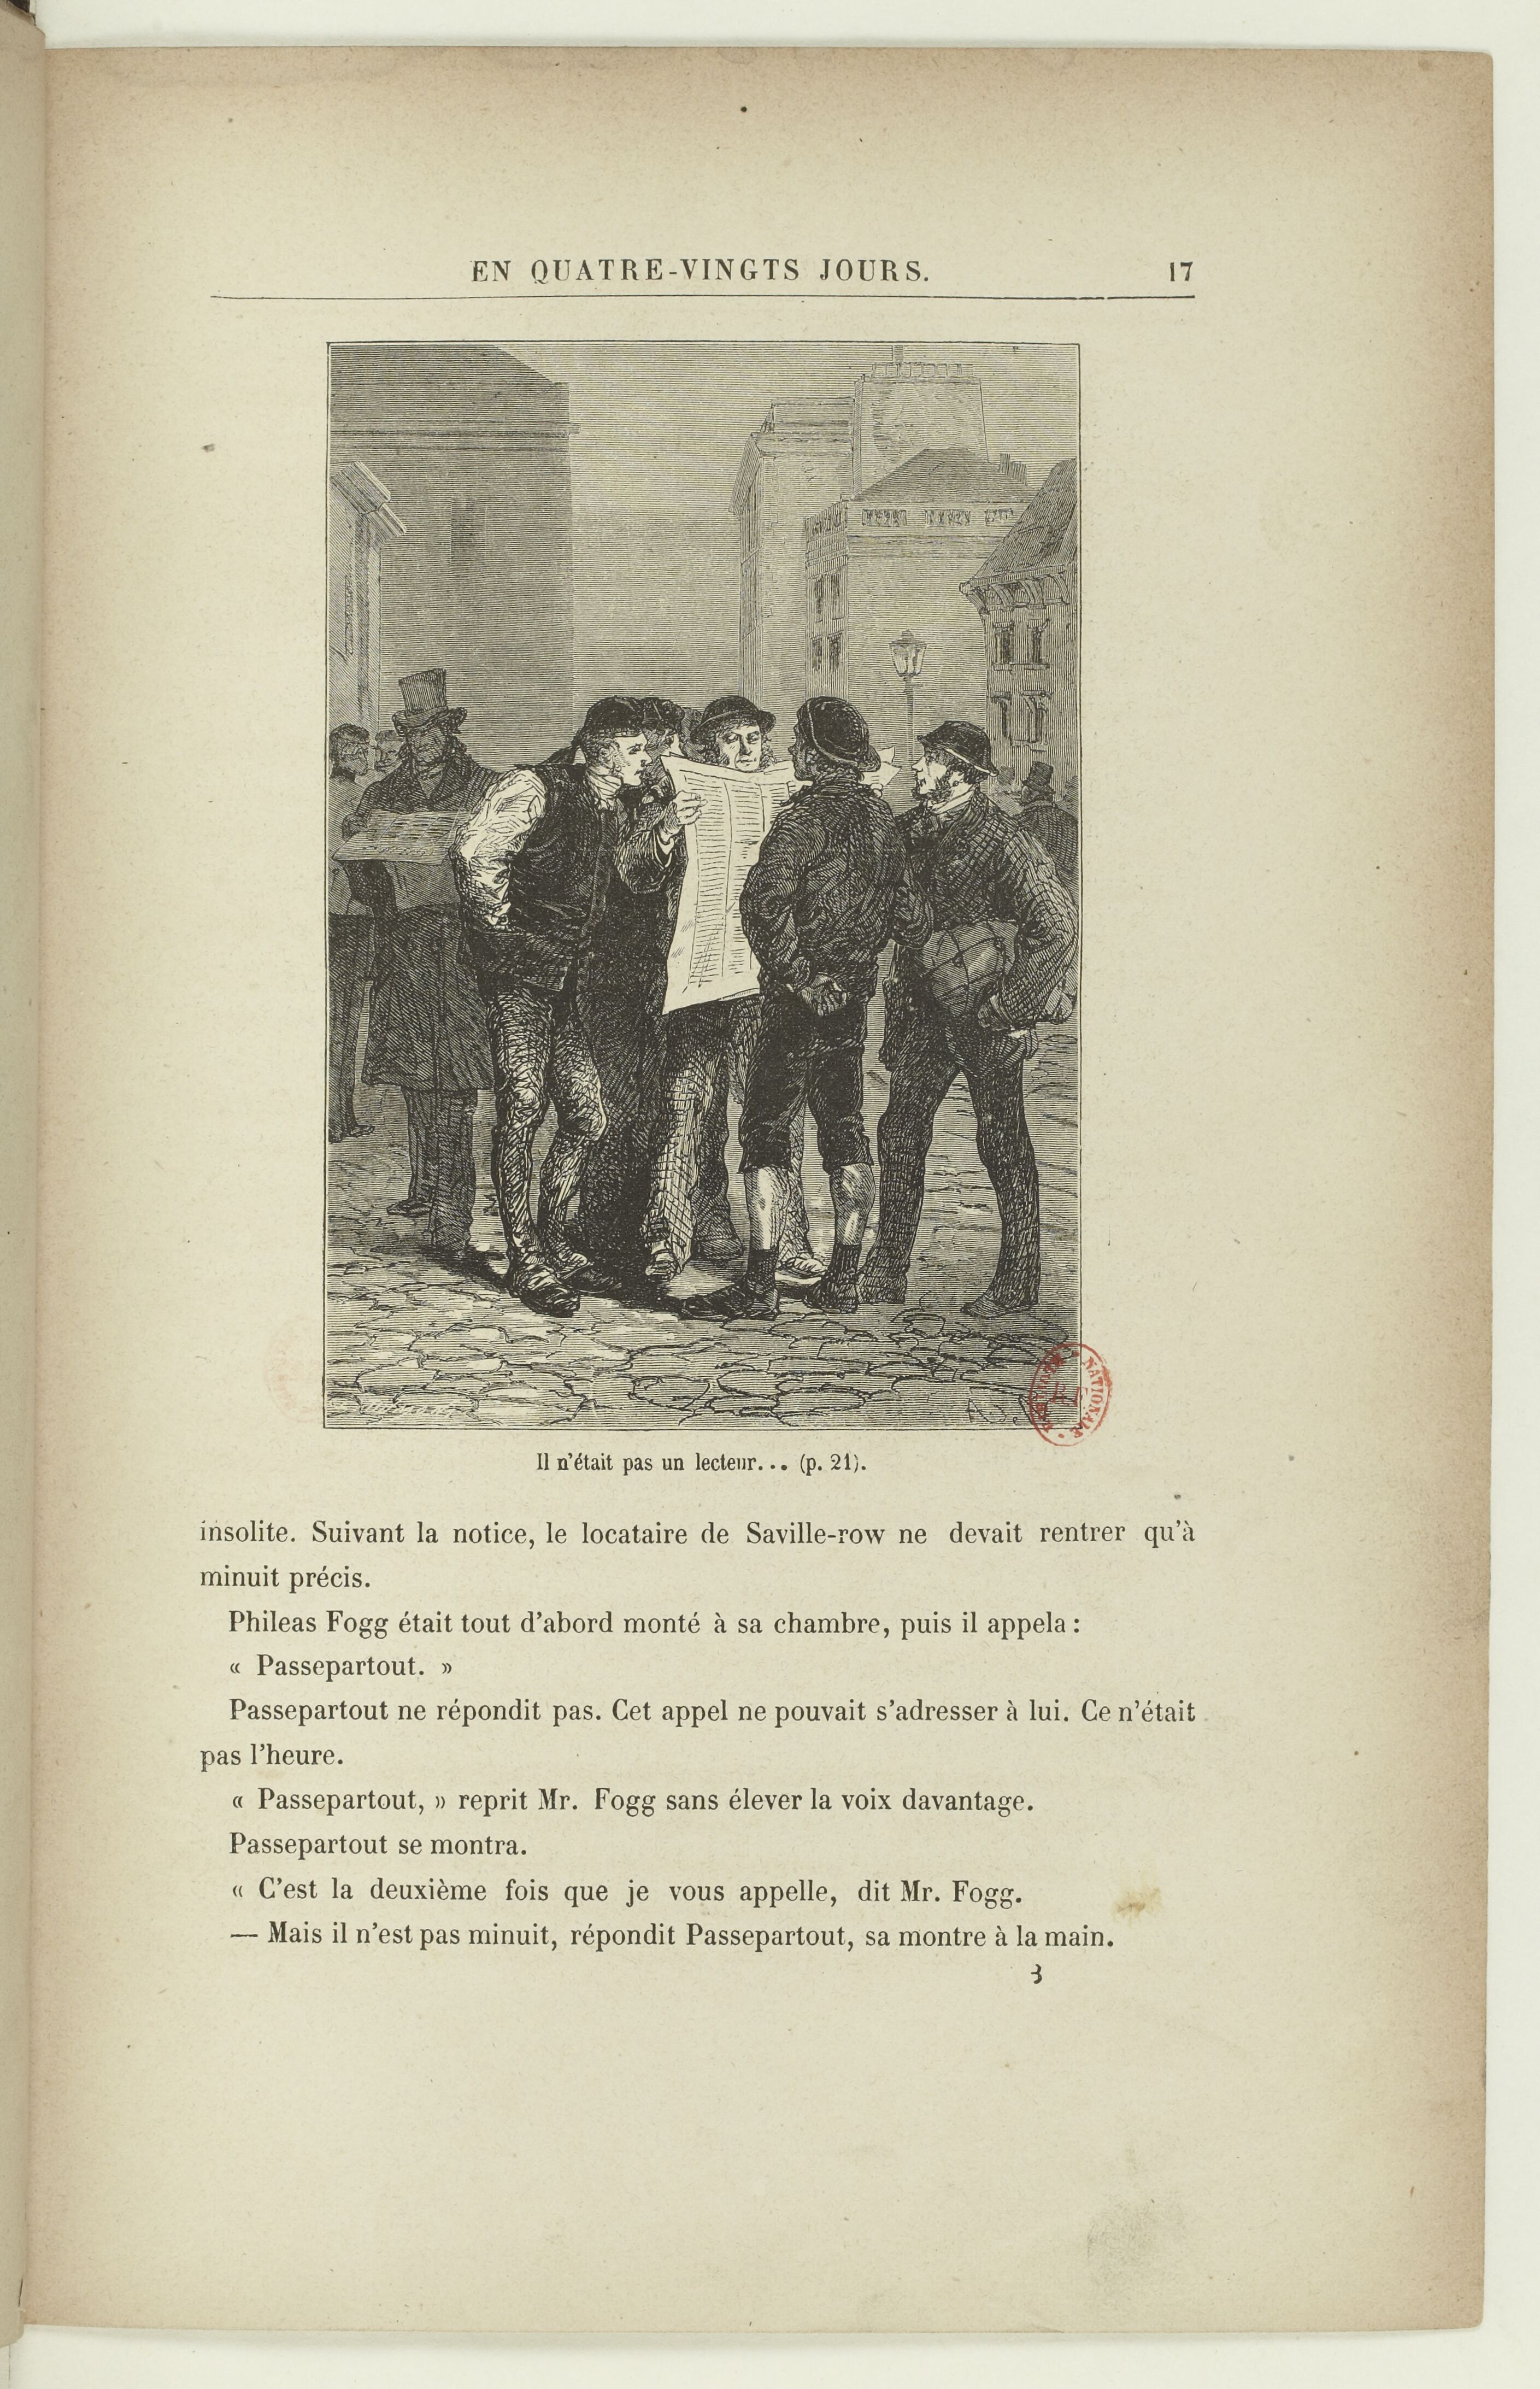 EN QUATRE-VINGTS JOURS. 17
Il n'était pas un lecteur... (p. 21).
NATIONALE
insolite. Suivant la notice, le locataire de Saville-row ne devait rentrer qu'à
minuit précis.
Phileas Fogg était tout d'abord monté à sa chambre, puis il appela :
« Passepartout. »
Passepartout ne répondit pas. Cet appel ne pouvait s'adresser à lui. Ce n'était
pas l'heure.
« Passepartout, » reprit Mr. Fogg sans élever la voix davantage.
Passepartout se montra.
« C'est la deuxième fois que je vous appelle, dit Mr. Fogg.
— Mais il n'est pas minuit, répondit Passepartout, sa montre à la main.
3